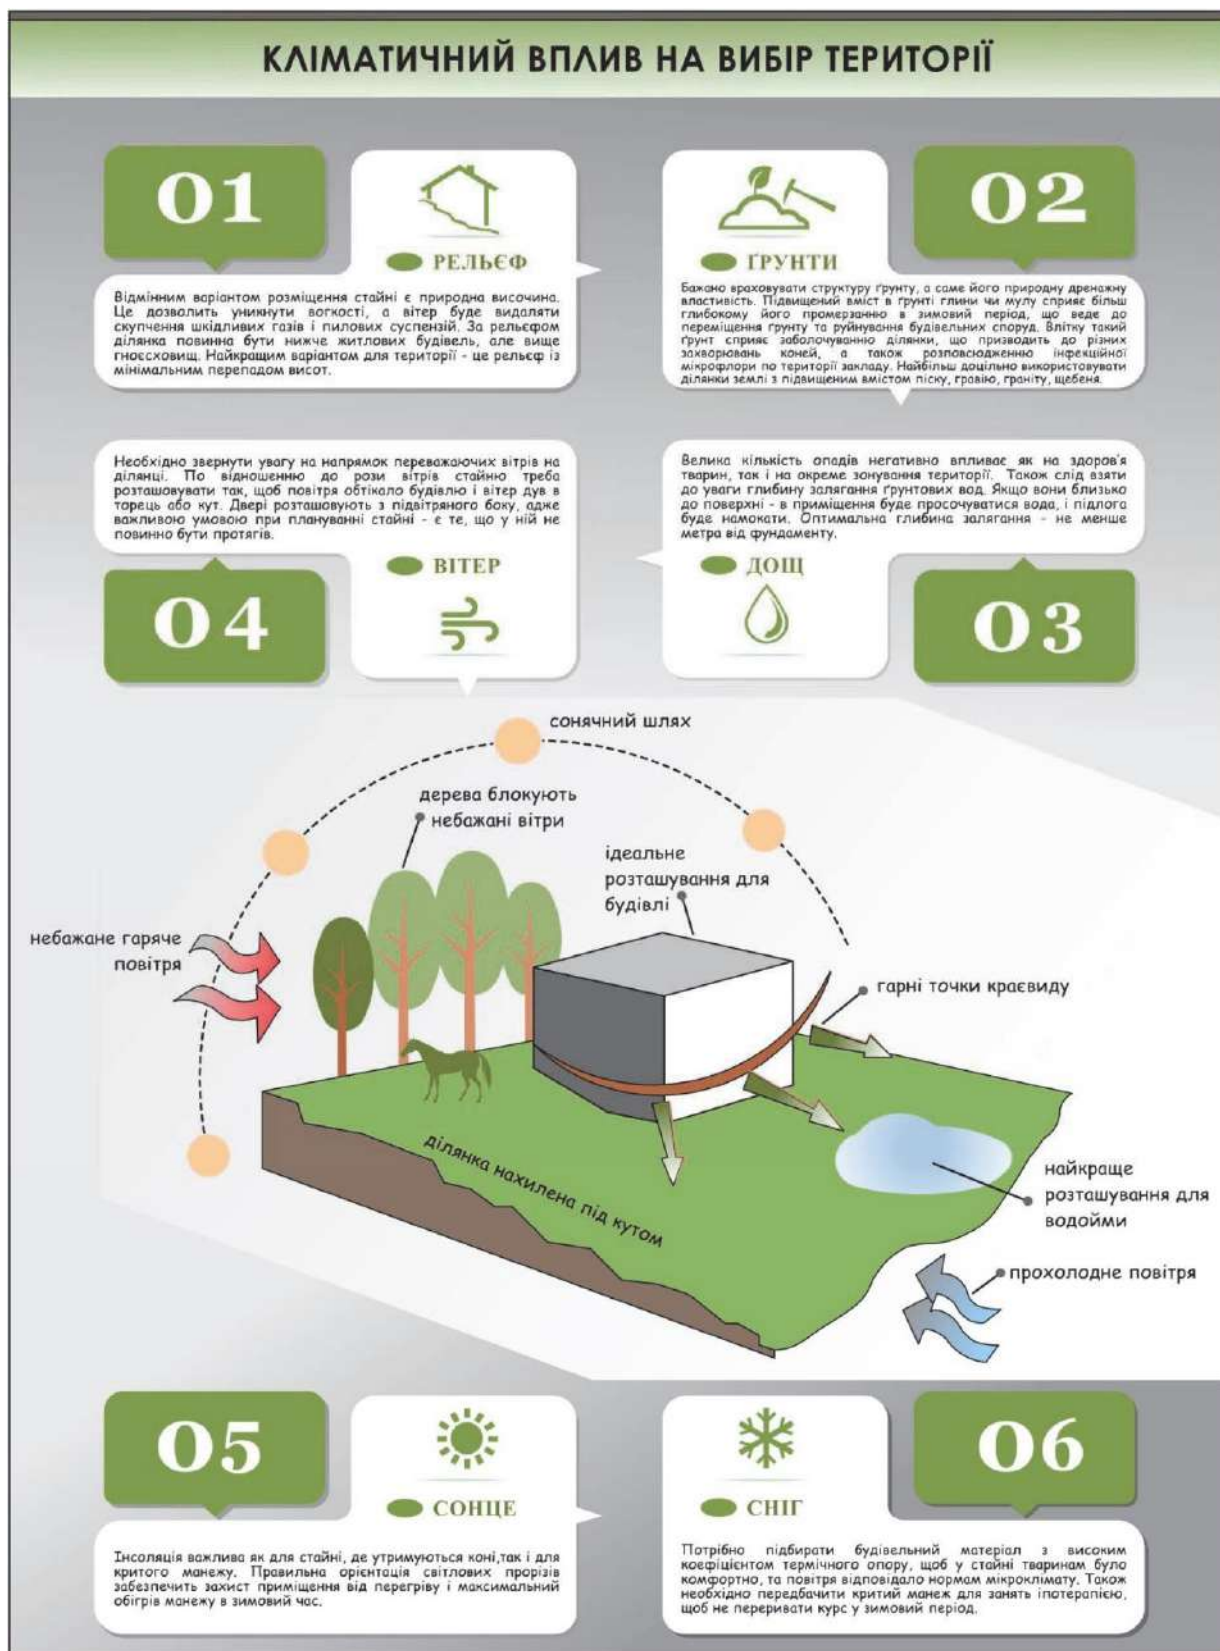 КЛІМАТИЧНИЙ ВПЛИВ НА ВИБІР ТЕРИТОРІЇ
01
РЕЛЬЄФ
Відмінним варіантом розміщення стайні є природна височина.
Це дозволить уникнути вогкості, а вітер буде видаляти
скупчення шкідливих газів і пилових суспензій. За рельєфом
ділянка повинна бути нижче житлових будівель, але вище
гноєсховищ. Найкращим варіантом для території - це рельєф із
мінімальним перепадом висот.
02
ҐРУНТИ
Бажано враховувати структуру ґрунту, а саме його природну дренажну
властивість. Підвищений вміст в ґрунті глини чи мулу сприяє більш
глибокому його промерзанню в зимовий період, що веде до
переміщення ґрунту та руйнування будівельних споруд. Влітку такий
ґрунт сприяє заболочуванню ділянки, що призводить до різних
захворювань коней, а також розповсюдженню інфекційної
мікрофлори по території закладу. Найбільш доцільно використовувати
ділянки землі з підвищеним вмістом піску, гравію, граніту, щебеня.
Необхідно звернути увагу на напрямок переважаючих вітрів на
ділянці. По відношенню до рози вітрів стайню треба
розташовувати так, щоб повітря обтікало будівлю і вітер дув в
торець або кут. Двері розташовують з підвітряного боку, адже
важливою умовою при плануванні стайні - є те, що у ній не
повинно бути протягів.
ВІТЕР
04
Велика кількість опадів негативно впливає як на здоров'я
тварин, так і на окреме зонування території. Також слід взяти
до уваги глибину залягання ґрунтових вод. Якщо вони близько
до поверхні - в приміщення буде просочуватися вода, і підлога
буде намокати. Оптимальна глибина залягання - не менше
метра від фундаменту.
ДОЩ
03
сонячний шлях
дерева блокують
небажані вітри
ідеальне
розташування для
будівлі
небажане гаряче
повітря
гарні точки краєвиду
ділянка нахилена під кутом
найкраще
розташування для
водойми
прохолодне повітря
05
СОНЦЕ
Інсоляція важлива як для стайні, де утримуються коні,так і для
критого манежу. Правильна орієнтація світлових прорізів
забезпечить захист приміщення від перегріву і максимальний
обігрів манежу в зимовий час.
06
СНІГ
Потрібно підбирати будівельний матеріал з високим
коефіцієнтом термічного опору, щоб у стайні тваринам було
комфортно, та повітря відповідало нормам мікроклімату. Також
необхідно передбачити критий манеж для занять іпотерапією,
щоб не переривати курс у зимовий період.